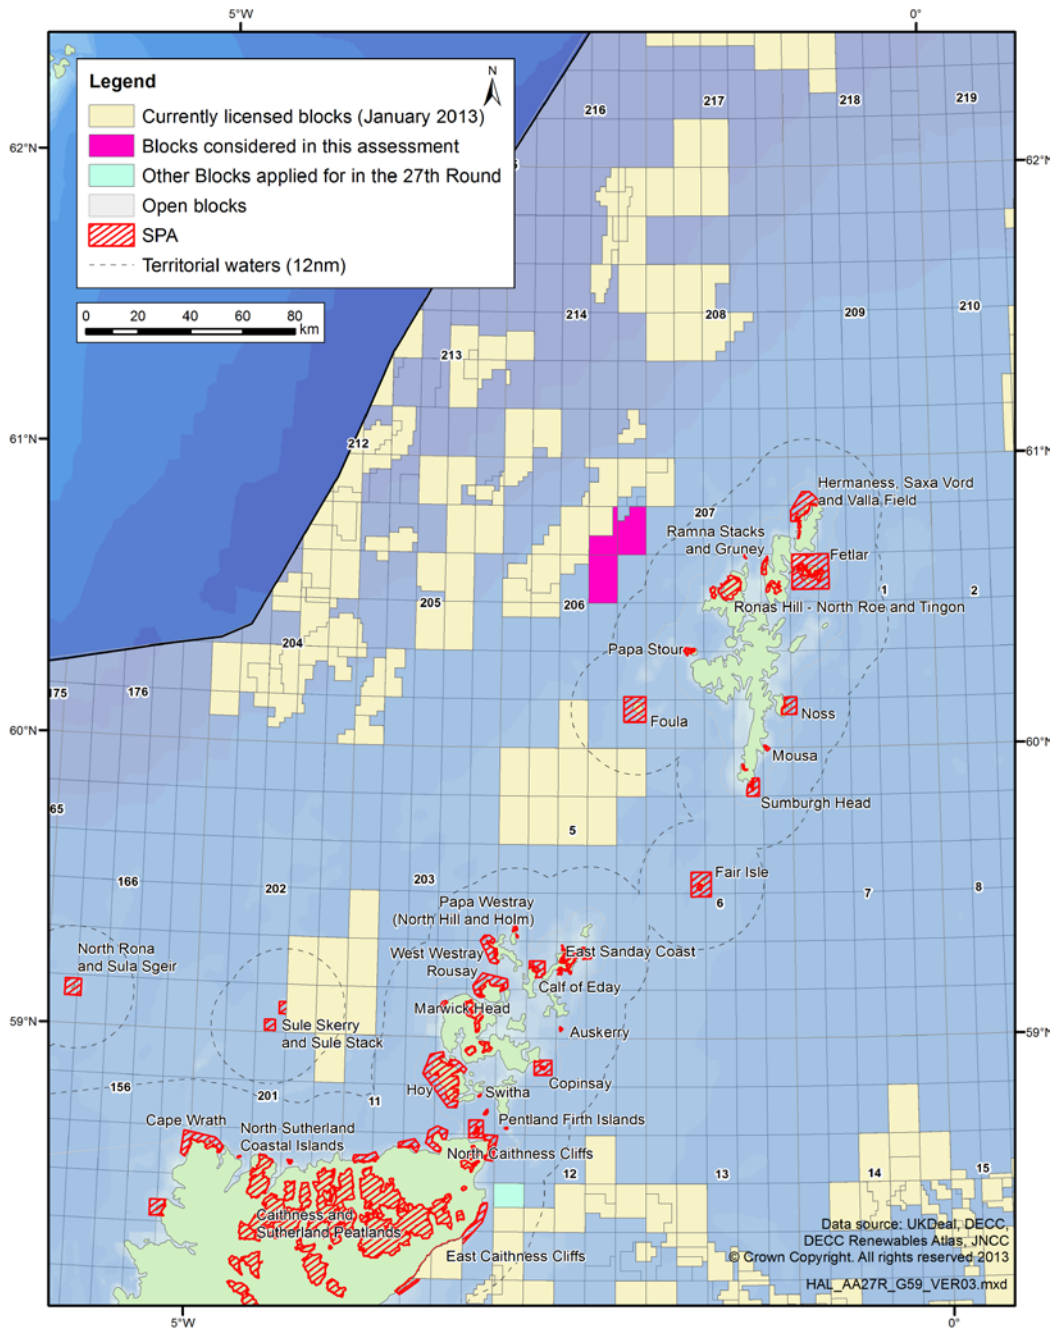 5°W
0°
Legend
N
Currently licensed blocks (January 2013)
Blocks considered in this assessment
Other Blocks applied for in the 27th Round
Open blocks
SPA
Territorial waters (12nm)
0 20 40 60 80
km
216
217
218
219
62°N
62°N
214
208
209
210
213
212
61°N
61°N
207
Hermaness, Saxa Vord
and Valla Field
Ramna Stacks
and Gruney
Fetlar
205
206
1
2
Ronas Hill - North Roe and Tingon
204
Papa Stour
175
176
Foula
Noss
60°N
60°N
Mousa
Sumburgh Head
65
5
166
202
203
Fair Isle
6
7
8
Papa Westray
(North Hill and Holm)
North Rona
and Sula Sgeir
West Westray
Rousay
East Sanday Coast
Calf of Eday
Marwick Head
59°N
59°N
Sule Skerry
and Sule Stack
Auskerry
156
201
11
Hoy
Switha
Copinsay
Cape Wrath
North Sutherland
Coastal Islands
Pentland Firth Islands
North Caithness Cliffs
12
13
14
15
Caithness and
Sutherland Peatlands
East Caithness Cliffs
Data source: UKDeal, DECC,
DECC Renewables Atlas, JNCC
© Crown Copyright. All rights reserved 2013
HAL_AA27R_G59_VER03.mxd
5°W
0°